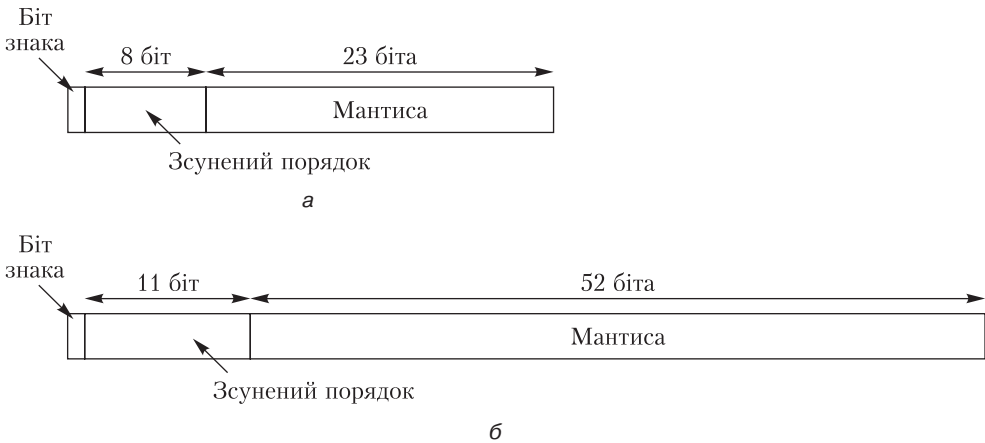 Біт
знака
8 біт
23 біта
Мантиса
Зсунений порядок
а
Біт
знака
11 біт
52 біта
Мантиса
Зсунений порядок
б